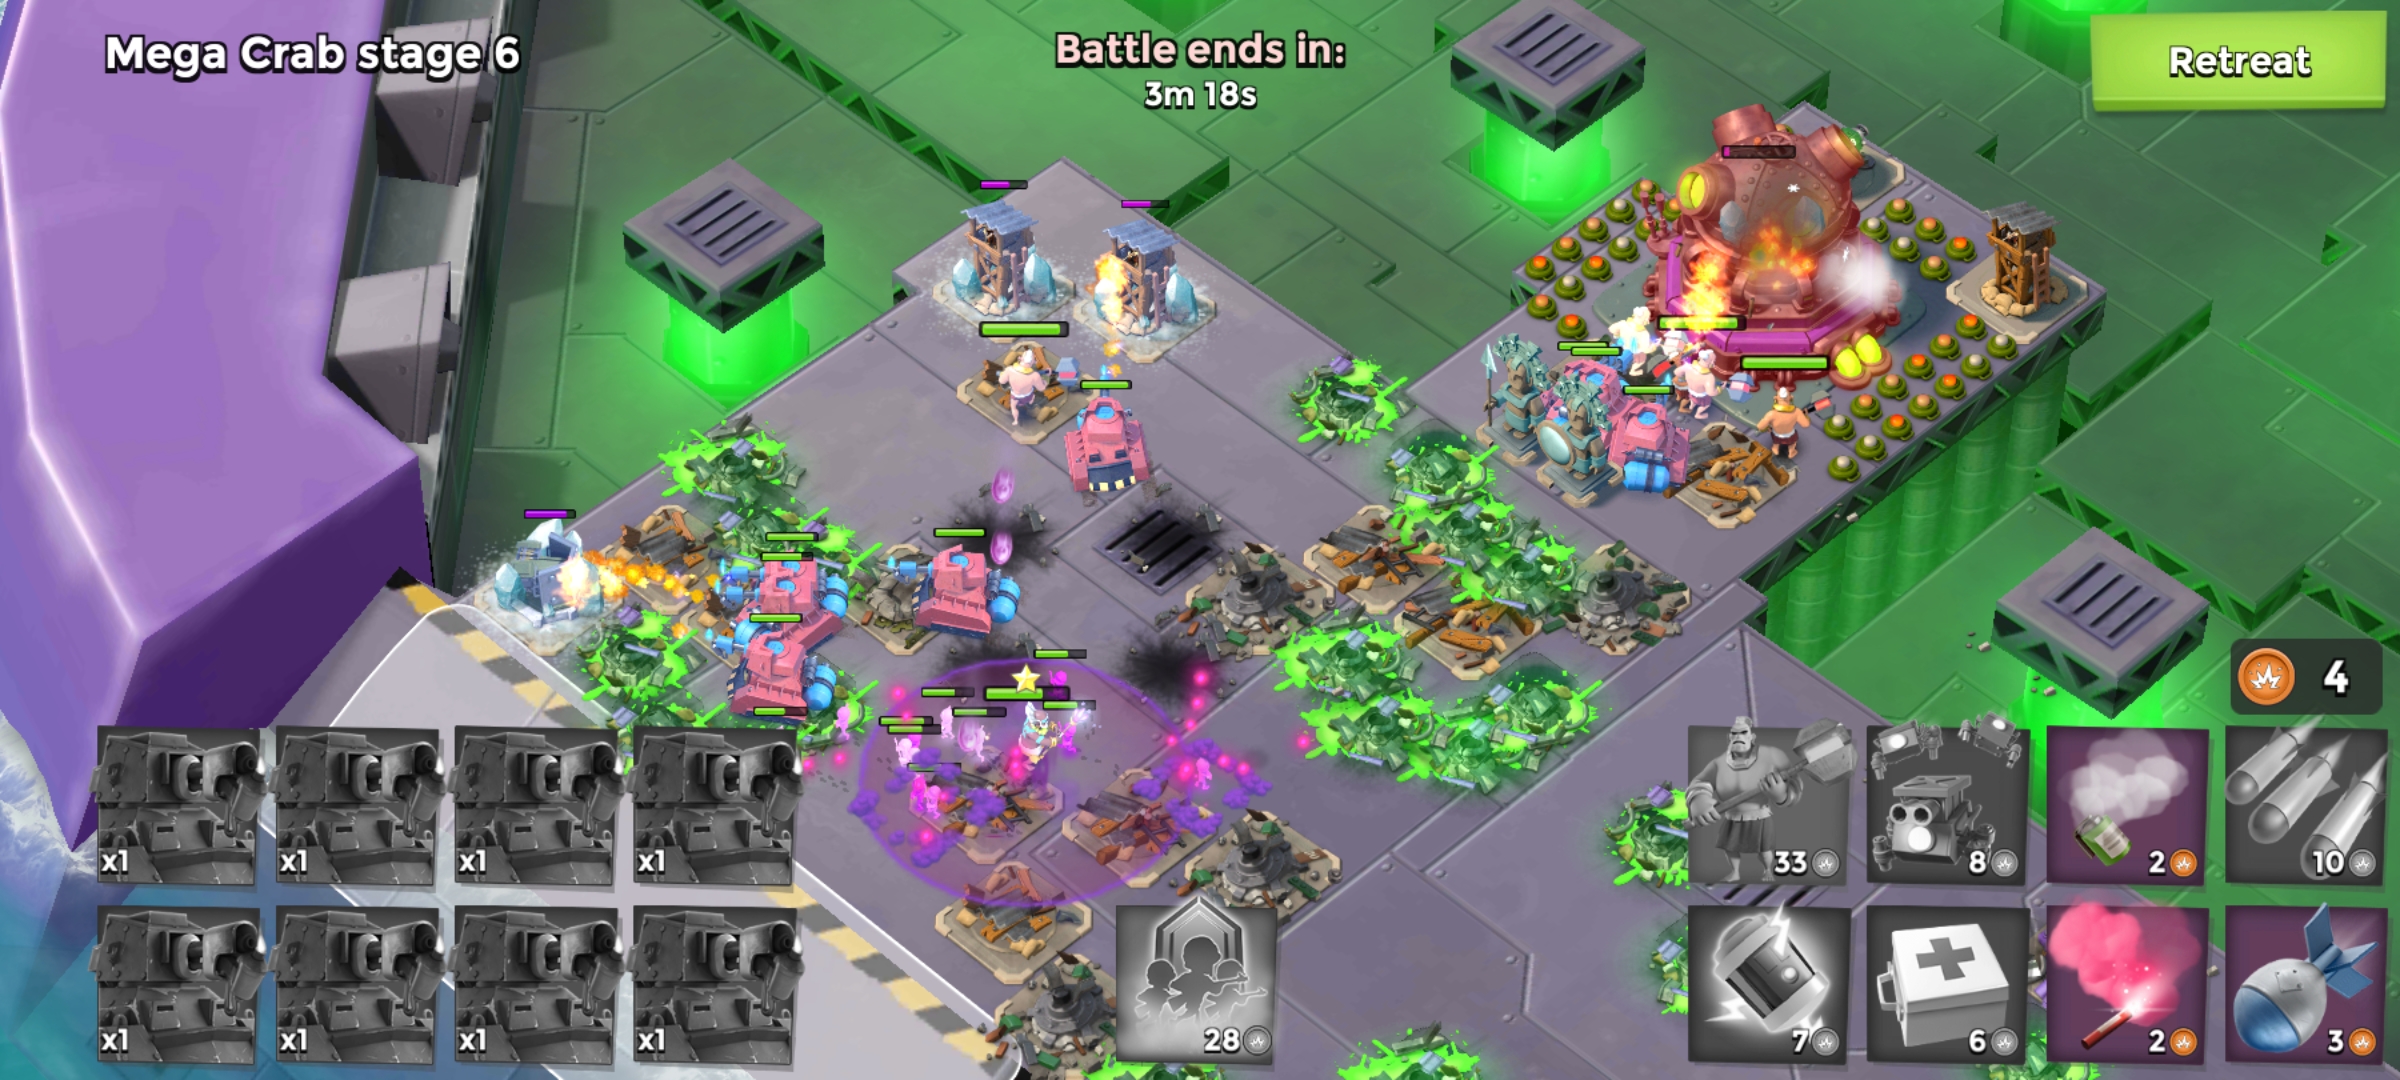 Mega Crab stage 6
Battle ends in:
3m 18s
Retreat
4
x1 x1 x1 x1
33 8 2 10
x1 x1 x1 x1
28
7 6 2 3